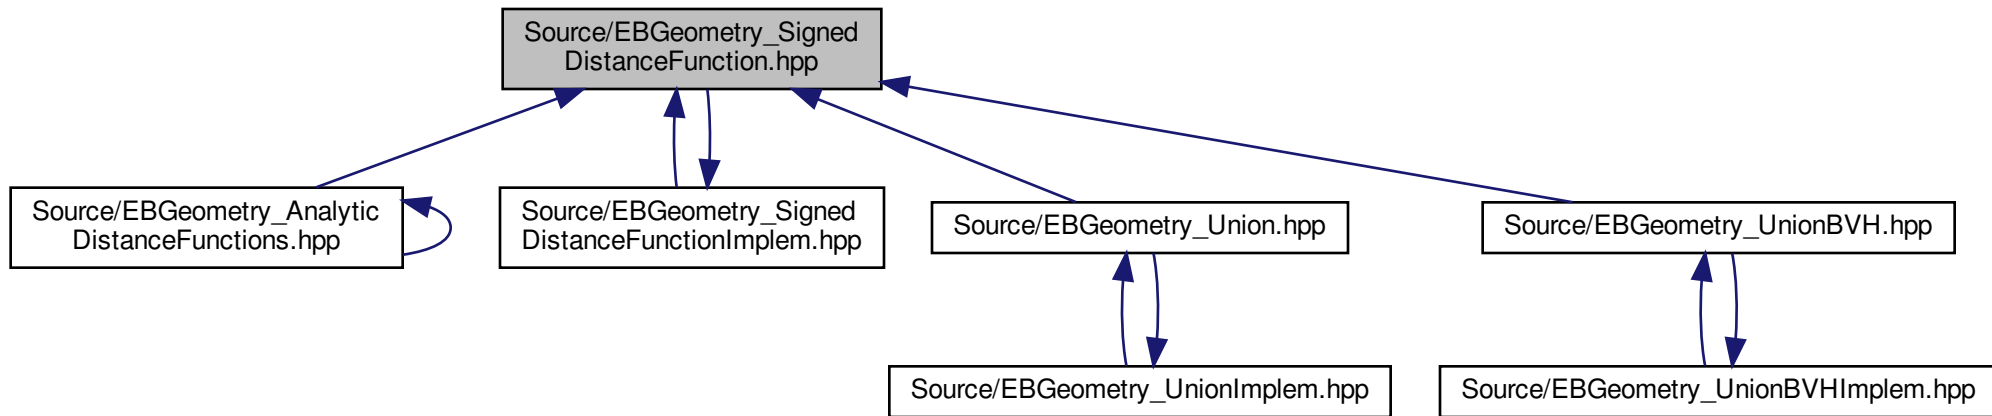 Source/EBGeometry_Signed
DistanceFunction.hpp
Source/EBGeometry_Analytic
DistanceFunctions.hpp
Source/EBGeometry_Signed
DistanceFunctionImplem.hpp
Source/EBGeometry_Union.hpp
Source/EBGeometry_UnionBVH.hpp
Source/EBGeometry_UnionImplem.hpp
Source/EBGeometry_UnionBVHImplem.hpp